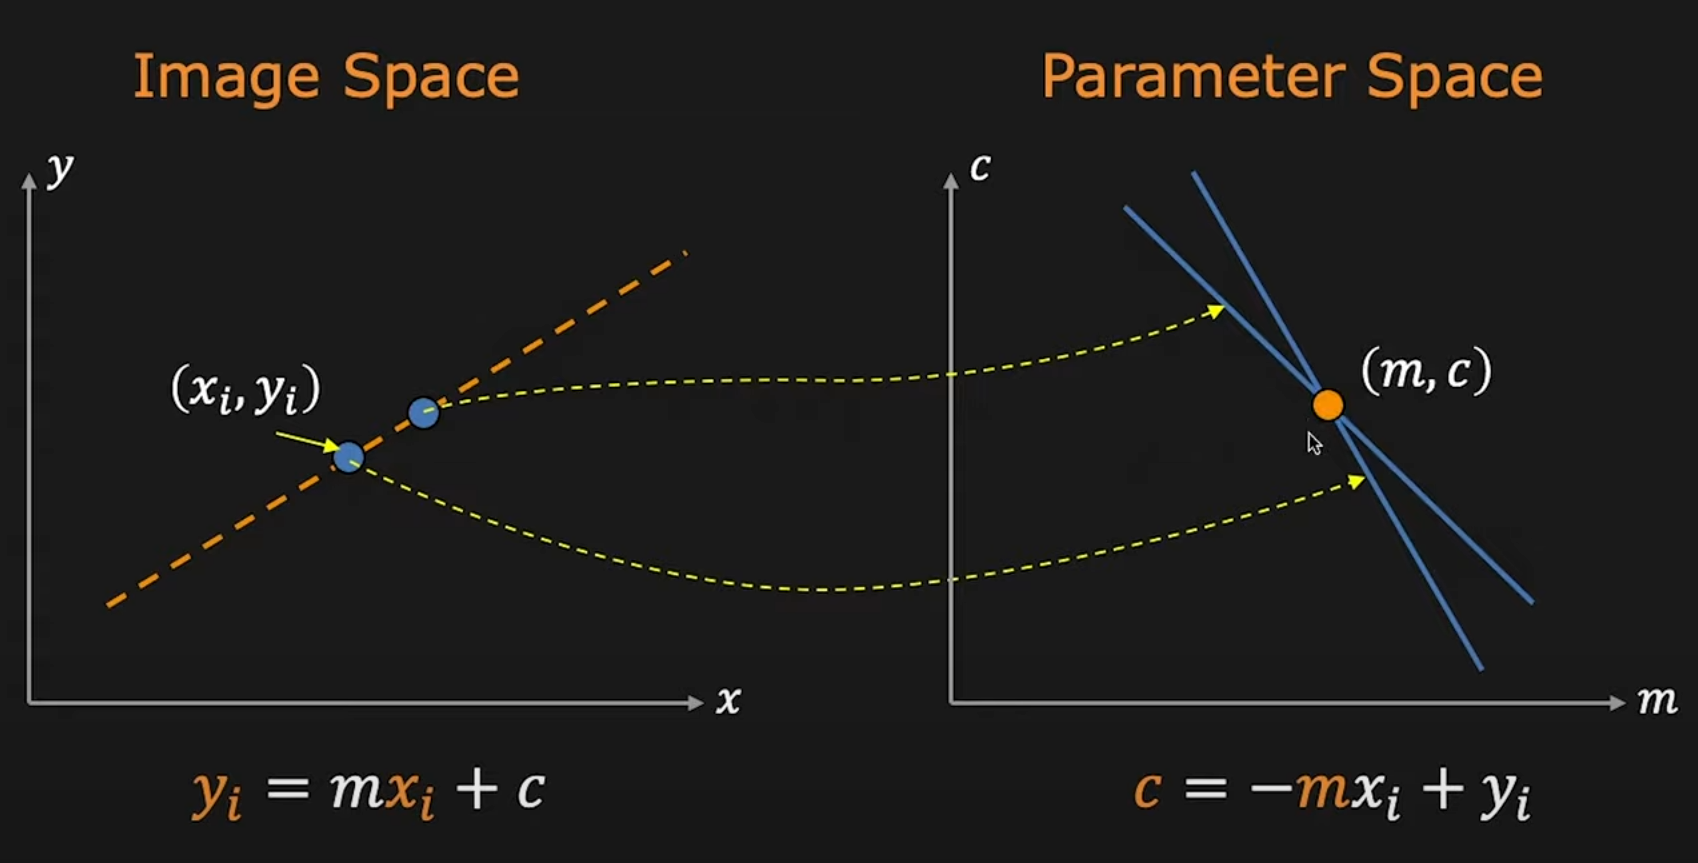 Image Space
Parameter Space
y
c
(xᵢ, yᵢ)
(m, c)
x
m
yᵢ = mxᵢ + c
c = −mxᵢ + yᵢ